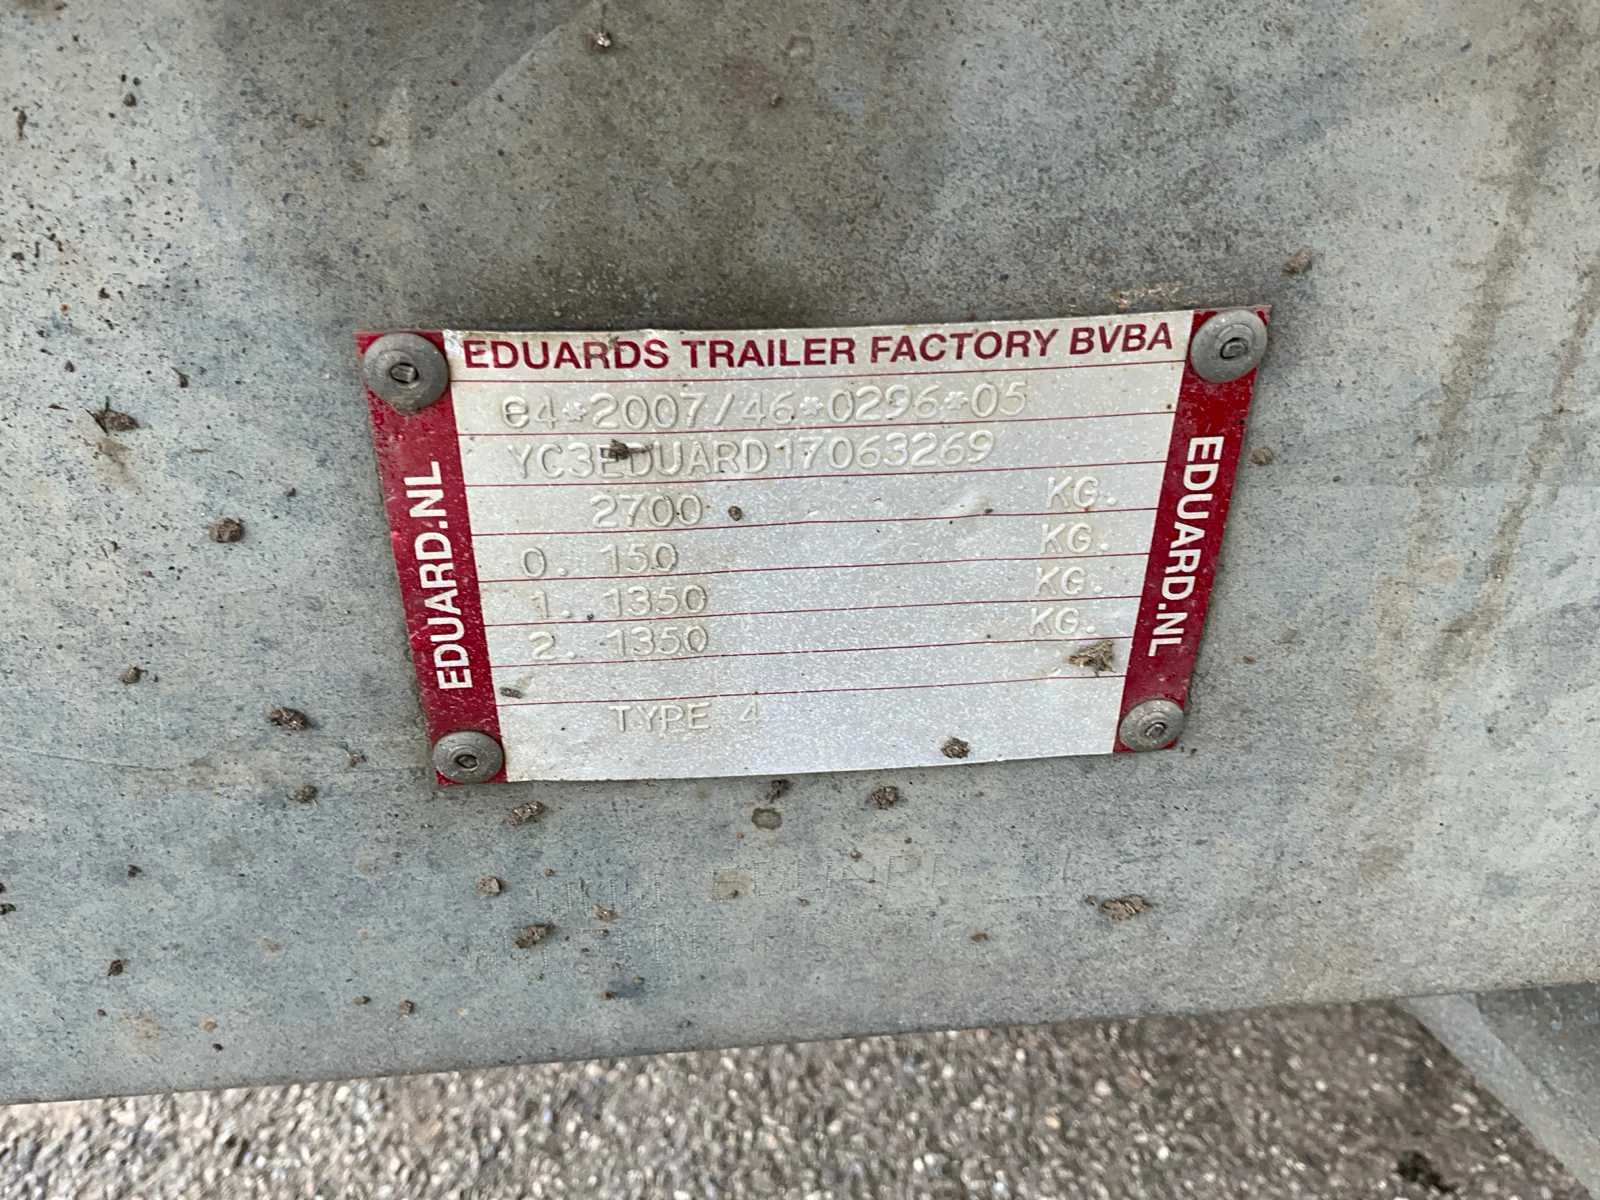 EDUARDS TRAILER FACTORY BVBA
e4*2007/46*0296*05
YC3EDUARD17063269
2700 KG.
0. 150 KG.
1. 1350 KG.
2. 1350 KG.
TYPE 4
EDUARD.NL
EDUARD.NL